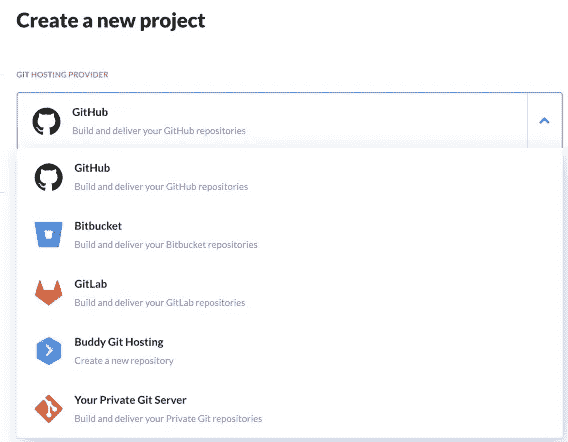 Create a new project
GIT HOSTING PROVIDER
GitHub
Build and deliver your GitHub repositories
GitHub
Build and deliver your GitHub repositories
Bitbucket
Build and deliver your Bitbucket repositories
GitLab
Build and deliver your GitLab repositories
Buddy Git Hosting
Create a new repository
Your Private Git Server
Build and deliver your Private Git repositories